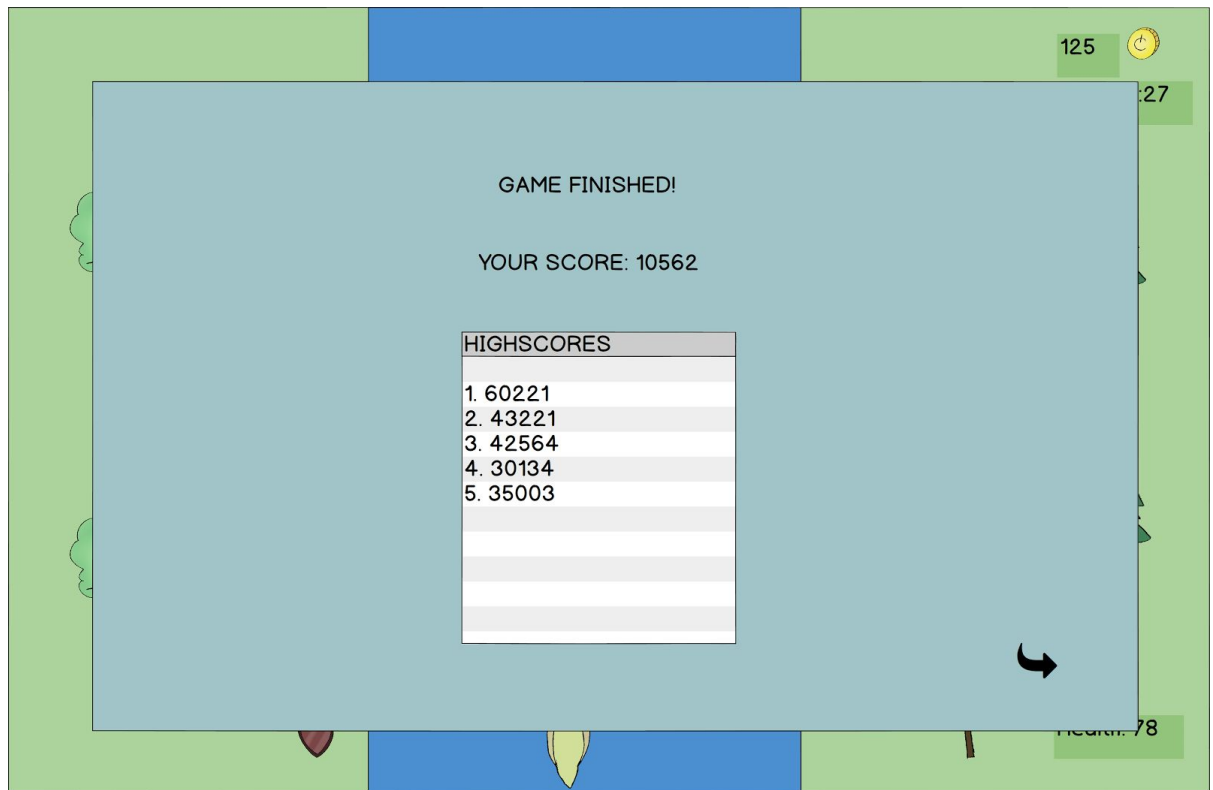 125
:27
GAME FINISHED!
YOUR SCORE: 10562
HIGHSCORES
1. 60221
2. 43221
3. 42564
4. 30134
5. 35003
Health: 78